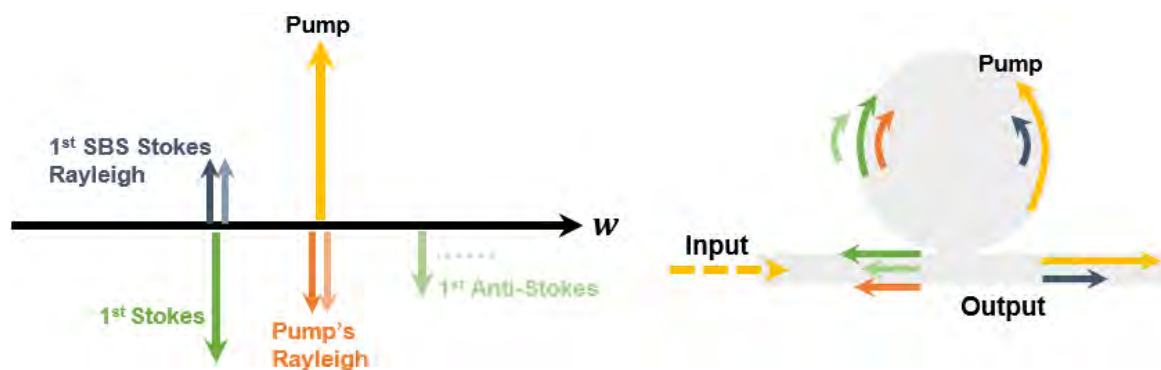 Pump
1st SBS Stokes
Rayleigh
w
1st Anti-Stokes
1st Stokes
Pump's
Rayleigh
Pump
Input
Output